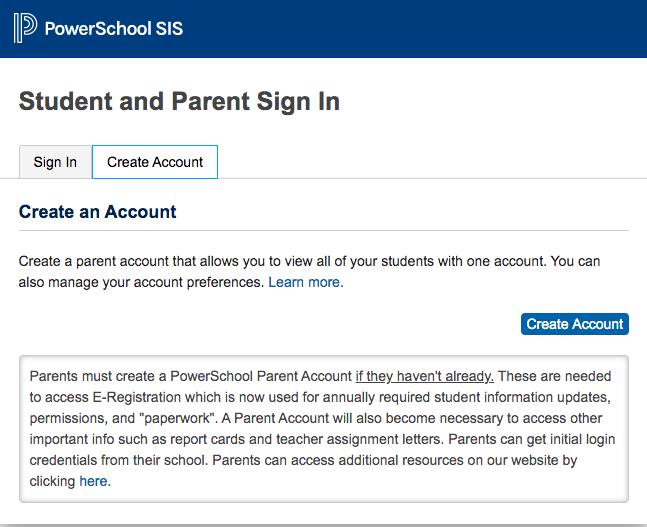 PowerSchool SIS
Student and Parent Sign In
Sign In
Create Account
Create an Account
Create a parent account that allows you to view all of your students with one account. You can
also manage your account preferences. Learn more.
Create Account
Parents must create a PowerSchool Parent Account if they haven't already. These are needed
to access E-Registration which is now used for annually required student information updates,
permissions, and "paperwork". A Parent Account will also become necessary to access other
important info such as report cards and teacher assignment letters. Parents can get initial login
credentials from their school. Parents can access additional resources on our website by
clicking here.